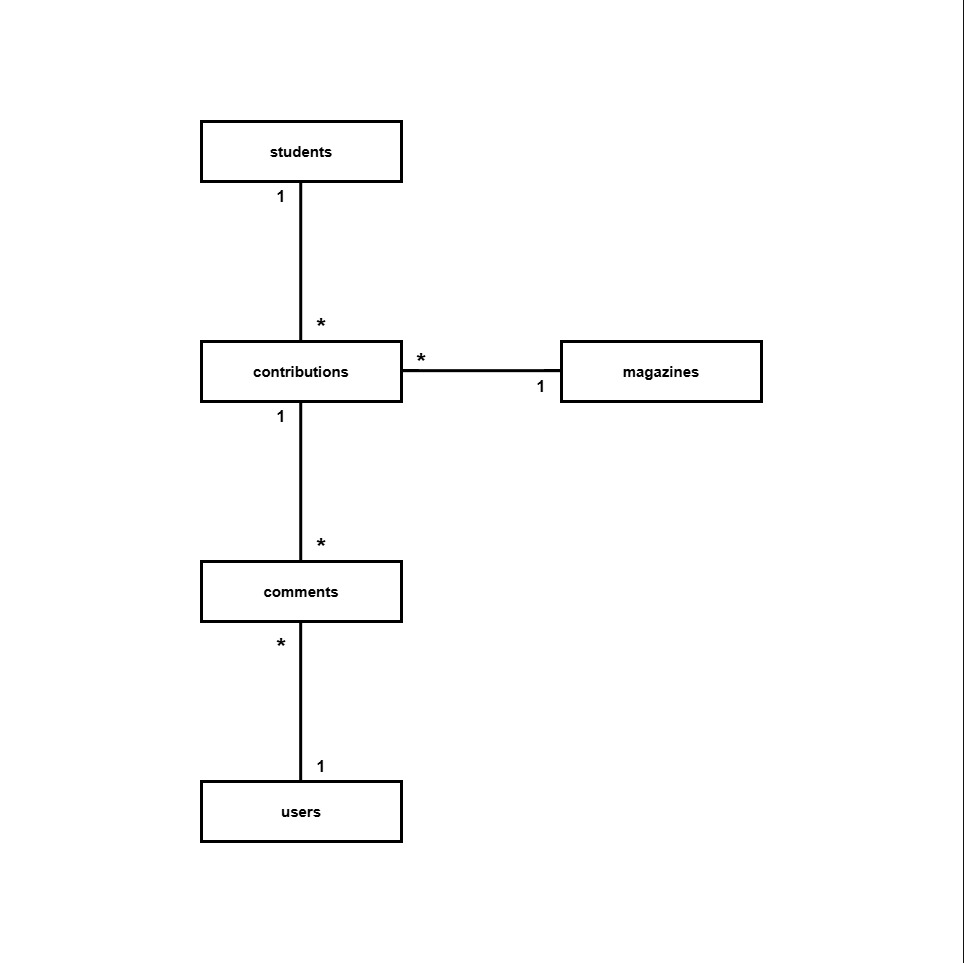 students
1
*
contributions
*
1
magazines
1
*
comments
*
1
users